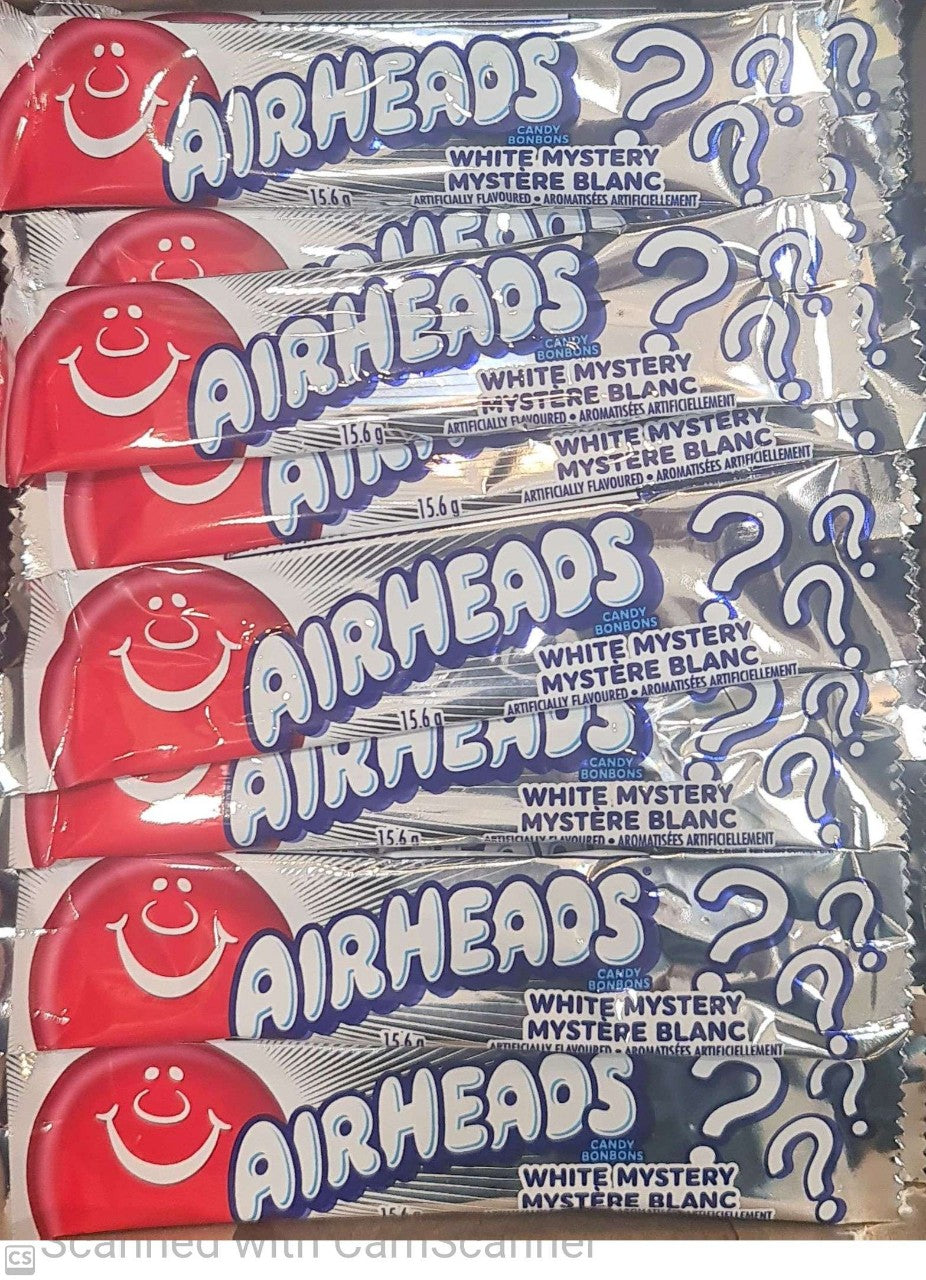 AIRHEADS
CANDY
BONBONS
WHITE MYSTERY
MYSTÈRE BLANC
15.6 g
ARTIFICIALLY FLAVOURED • AROMATISÉES ARTIFICIELLEMENT
AIRHEADS
CANDY
BONBONS
WHITE MYSTERY
MYSTÈRE BLANC
15.6 g
ARTIFICIALLY FLAVOURED • AROMATISÉES ARTIFICIELLEMENT
WHITE MYSTERY
MYSTÈRE BLANC
15.6 g
ARTIFICIALLY FLAVOURED • AROMATISÉES ARTIFICIELLEMENT
AIRHEADS
CANDY
BONBONS
WHITE MYSTERY
MYSTÈRE BLANC
15.6 g
ARTIFICIALLY FLAVOURED • AROMATISÉES ARTIFICIELLEMENT
AIRHEADS
CANDY
BONBONS
WHITE MYSTERY
MYSTÈRE BLANC
15.6 g
ARTIFICIALLY FLAVOURED • AROMATISÉES ARTIFICIELLEMENT
AIRHEADS
CANDY
BONBONS
WHITE MYSTERY
MYSTÈRE BLANC
15.6 g
ARTIFICIALLY FLAVOURED • AROMATISÉES ARTIFICIELLEMENT
AIRHEADS
CANDY
BONBONS
WHITE MYSTERY
MYSTÈRE BLANC
CS Scanned with CamScanner